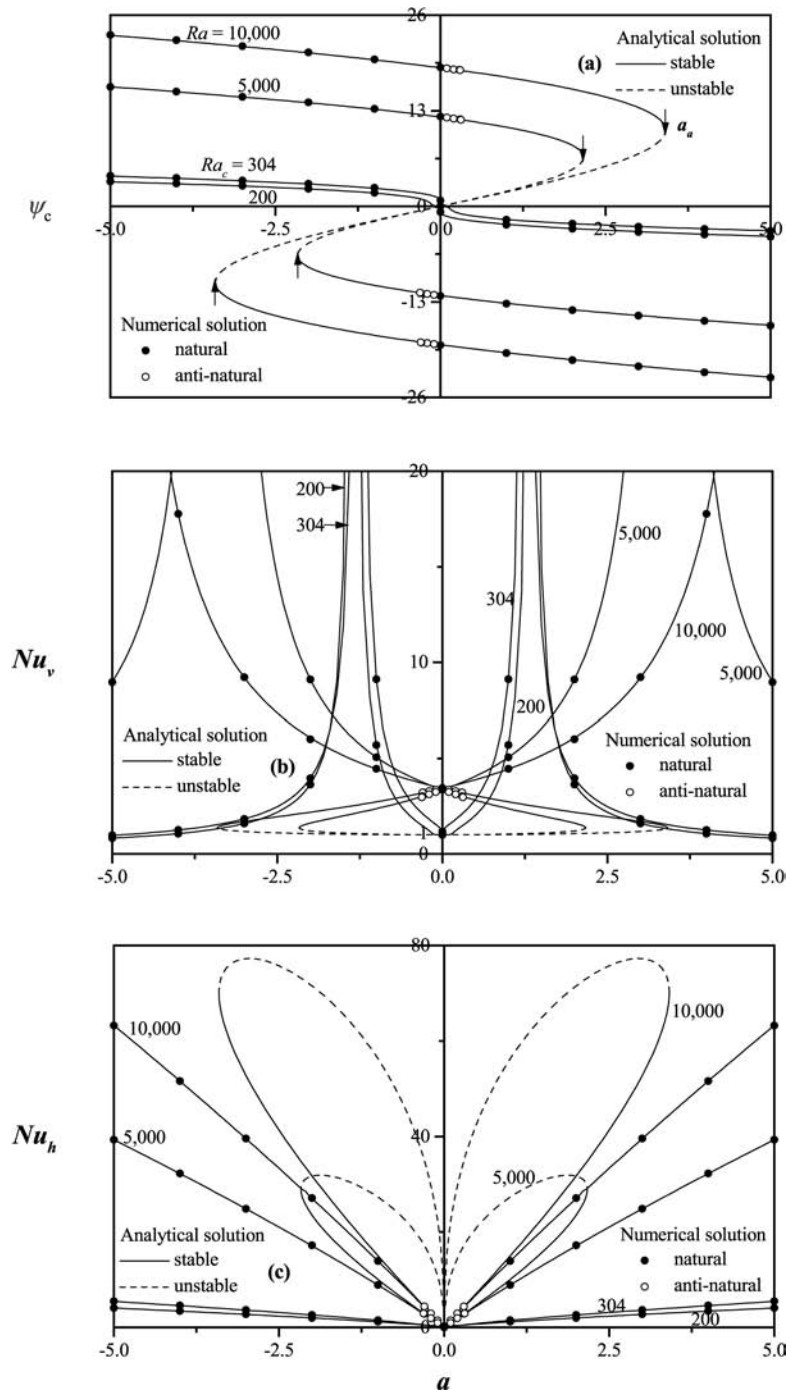 26
Ra = 10,000
Analytical solution
(a)
stable
5,000
unstable
13
a_a
Ra_c = 304
200
ψ_c
0
-5.0
-2.5
0.0
2.5
5.0
-13
Numerical solution
natural
anti-natural
-26
20
200
304
5,000
304
10,000
Nu_v
10
5,000
200
Analytical solution
stable
(b)
unstable
Numerical solution
natural
anti-natural
1
0
-5.0
-2.5
0.0
2.5
5.0
80
10,000
10,000
Nu_h
5,000
40
5,000
Analytical solution
stable
(c)
unstable
Numerical solution
natural
anti-natural
304
200
0
-5.0
-2.5
0.0
2.5
5.0
a